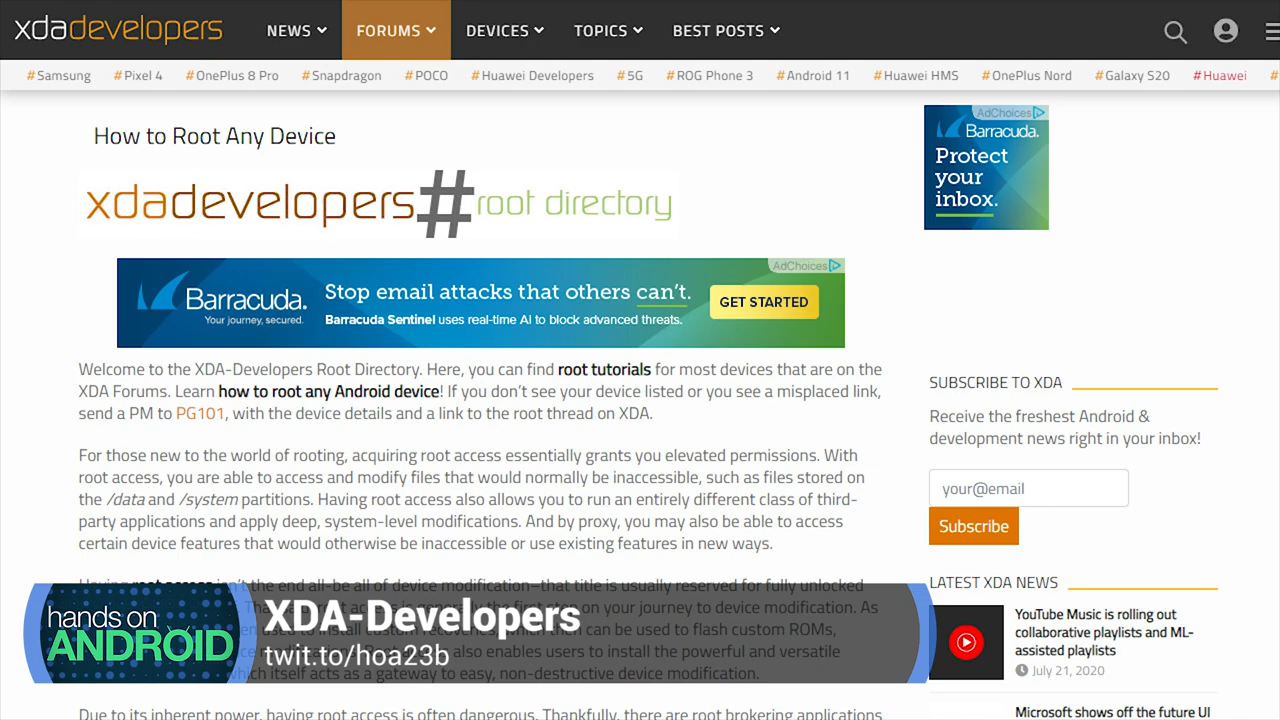 xdadevelopers
NEWS
FORUMS
DEVICES
TOPICS
BEST POSTS
#Samsung #Pixel 4 #OnePlus 8 Pro #Snapdragon #POCO #Huawei Developers #5G #ROG Phone 3 #Android 11 #Huawei HMS #OnePlus Nord #Galaxy S20 #Huawei #
How to Root Any Device
xdadevelopers#root directory
AdChoices
Barracuda.
Your journey, secured.
Stop email attacks that others can't.
Barracuda Sentinel uses real-time AI to block advanced threats.
GET STARTED
Welcome to the XDA-Developers Root Directory. Here, you can find root tutorials for most devices that are on the
XDA Forums. Learn how to root any Android device! If you don't see your device listed or you see a misplaced link,
send a PM to PG101, with the device details and a link to the root thread on XDA.
For those new to the world of rooting, acquiring root access essentially grants you elevated permissions. With
root access, you are able to access and modify files that would normally be inaccessible, such as files stored on
the /data and /system partitions. Having root access also allows you to run an entirely different class of third-
party applications and apply deep, system-level modifications. And by proxy, you may also be able to access
certain device features that would otherwise be inaccessible or use existing features in new ways.
Having root access isn't the end all-be all of device modification–that title is usually reserved for fully unlocked
the first step on your journey to device modification. As
then can be used to flash custom ROMs,
also enables users to install the powerful and versatile
which itself acts as a gateway to easy, non-destructive device modification.
Due to its inherent power, having root access is often dangerous. Thankfully, there are root brokering applications
hands on
ANDROID
XDA-Developers
twit.to/hoa23b
AdChoices
Barracuda.
Protect
your
inbox.
SUBSCRIBE TO XDA
Receive the freshest Android &
development news right in your inbox!
your@email
Subscribe
LATEST XDA NEWS
YouTube Music is rolling out
collaborative playlists and ML-
assisted playlists
July 21, 2020
Microsoft shows off the future UI